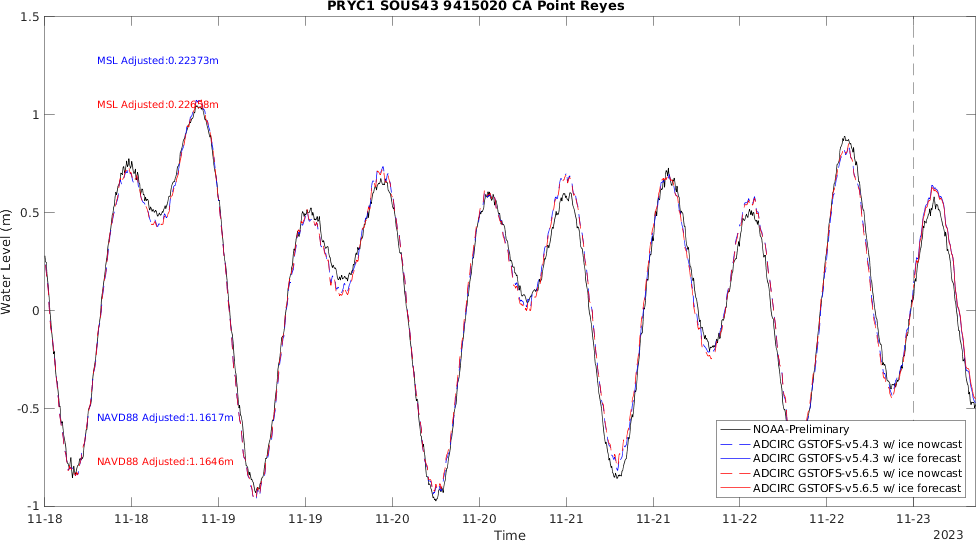 PRYC1 SOUS43 9415020 CA Point Reyes
1.5
MSL Adjusted:0.22373m
MSL Adjusted:0.22658m
1
0.5
Water Level (m)
0
-0.5
NAVD88 Adjusted:1.1617m
NAVD88 Adjusted:1.1646m
NOAA-Preliminary
ADCIRC GSTOFS-v5.4.3 w/ ice nowcast
ADCIRC GSTOFS-v5.4.3 w/ ice forecast
ADCIRC GSTOFS-v5.6.5 w/ ice nowcast
ADCIRC GSTOFS-v5.6.5 w/ ice forecast
-1
11-18 11-18 11-19 11-19 11-20 11-20 11-21 11-21 11-22 11-22 11-23
Time
2023